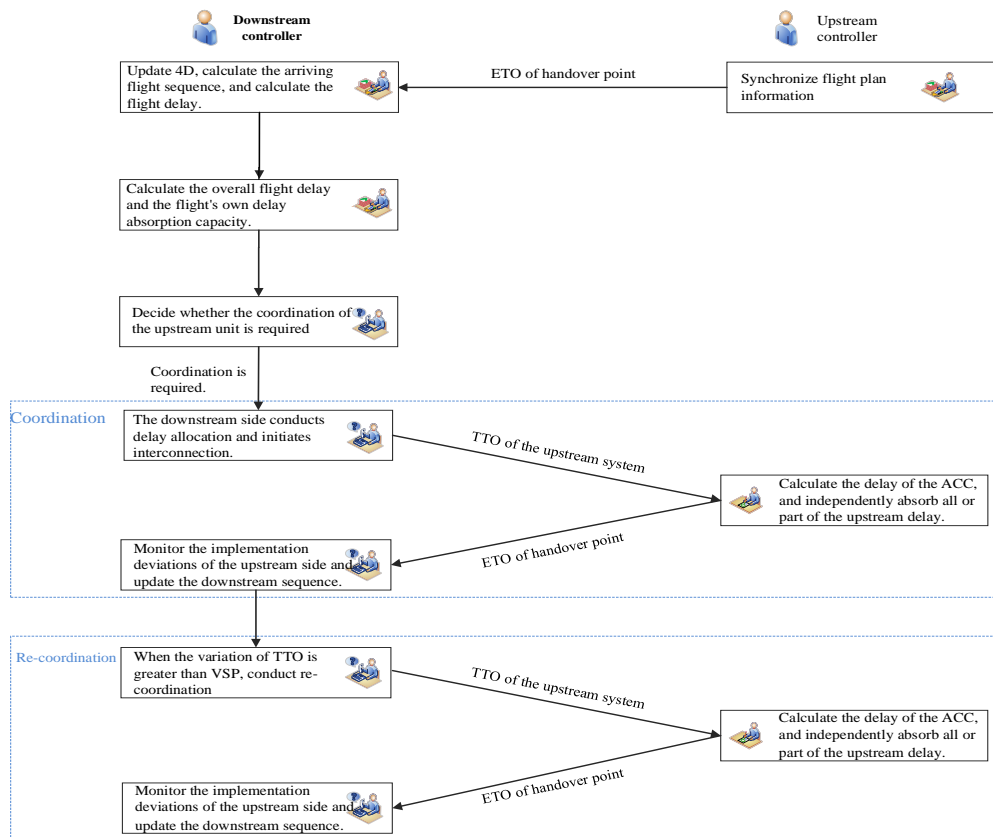 Downstream
controller
Upstream
controller
Update 4D, calculate the arriving
flight sequence, and calculate the
flight delay.
ETO of handover point
Synchronize flight plan
information
Calculate the overall flight delay
and the flight's own delay
absorption capacity.
Decide whether the coordination of
the upstream unit is required
Coordination is
required.
Coordination
The downstream side conducts
delay allocation and initiates
interconnection.
TTO of the upstream system
Calculate the delay of the ACC,
and independently absorb all or
part of the upstream delay.
ETO of handover point
Monitor the implementation
deviations of the upstream side and
update the downstream sequence.
Re-coordination
When the variation of TTO is
greater than VSP, conduct re-
coordination
TTO of the upstream system
Calculate the delay of the ACC,
and independently absorb all or
part of the upstream delay.
ETO of handover point
Monitor the implementation
deviations of the upstream side and
update the downstream sequence.